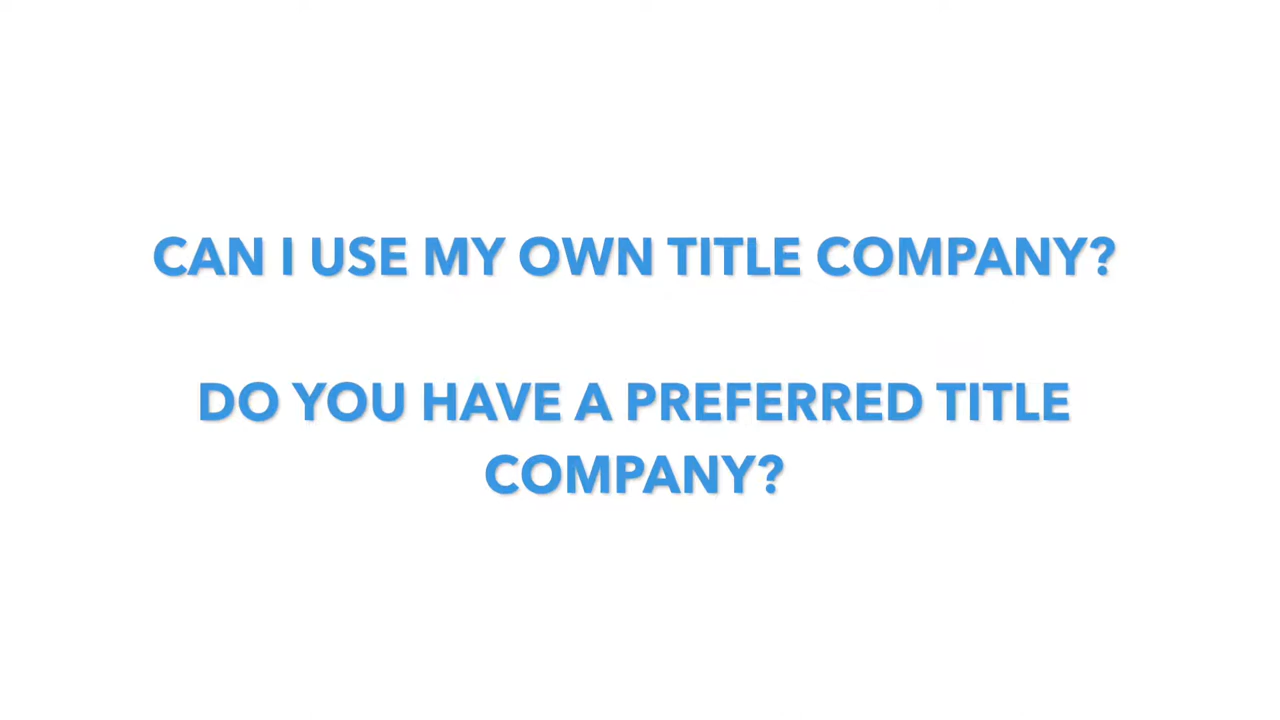 CAN I USE MY OWN TITLE COMPANY?
DO YOU HAVE A PREFERRED TITLE
COMPANY?